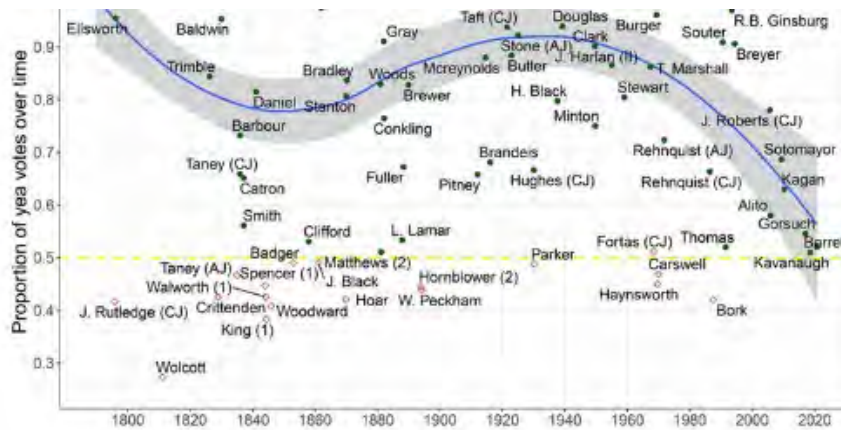 Proportion of yea votes over time
0.9
0.8
0.7
0.6
0.5
0.4
0.3
Ellsworth
Baldwin
Gray
Taft (CJ)
Douglas
Burger
Souter
R.B. Ginsburg
Breyer
Trimble
Bradley
Woods
Mcreynolds
Stone (AJ)
Butler
Clark
J. Harlan (II)
T. Marshall
Daniel
Stanton
Brewer
H. Black
Stewart
Barbour
Conkling
Minton
J. Roberts (CJ)
Taney (CJ)
Catron
Fuller
Brandeis
Pitney
Hughes (CJ)
Rehnquist (AJ)
Rehnquist (CJ)
Sotomayor
Kagan
Smith
Clifford
L. Lamar
Alito
Gorsuch
Badger
Matthews (2)
Parker
Fortas (CJ)
Thomas
Barret
Kavanaugh
Taney (AJ)
Spencer (1)
J. Black
Hornblower (2)
Carswell
Walworth (1)
Haynsworth
J. Rutledge (CJ)
Crittenden
Woodward
Hoar
W. Peckham
Bork
King (1)
Wolcott
1800 1820 1840 1860 1880 1900 1920 1940 1960 1980 2000 2020